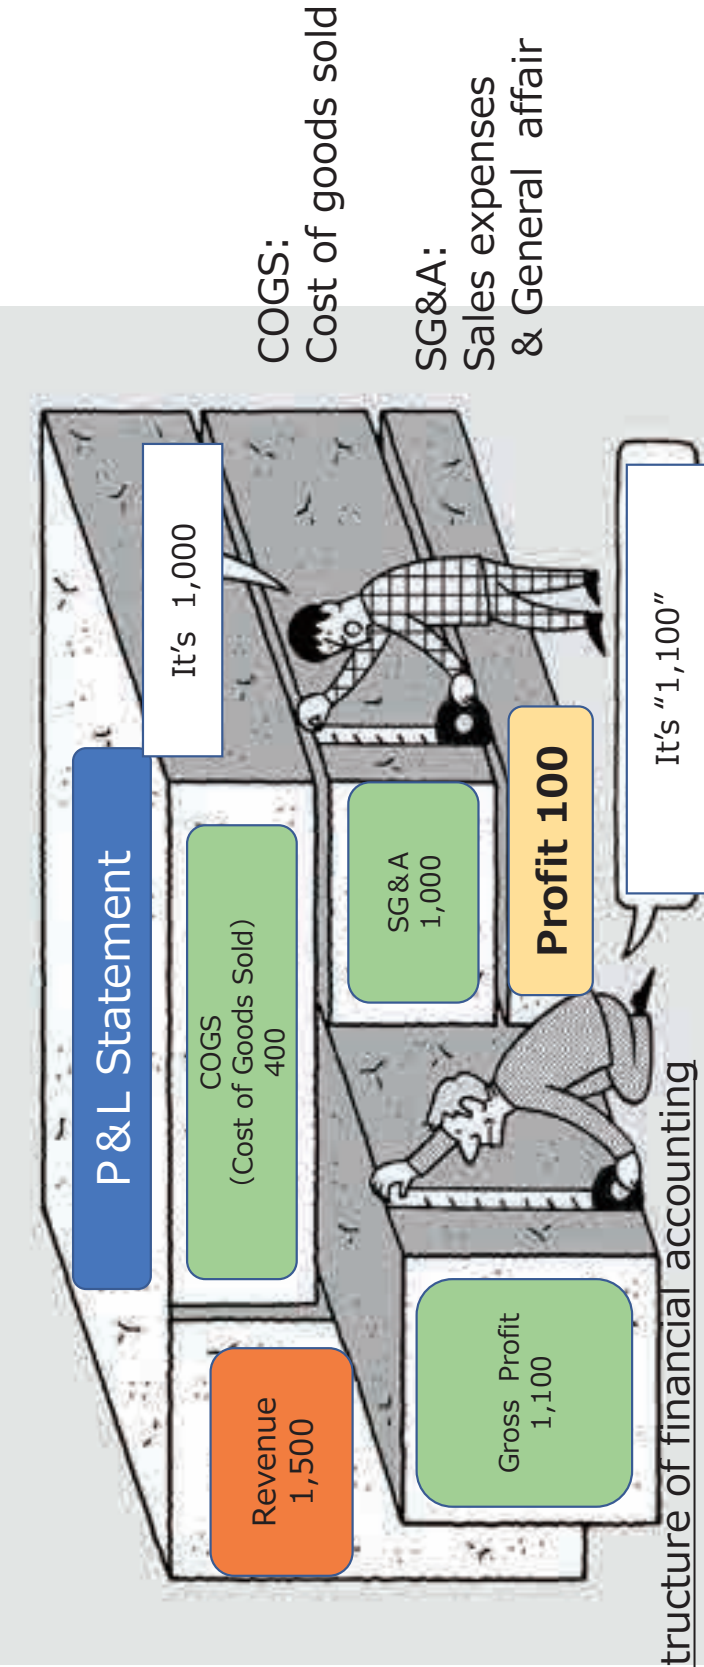 P&L Statement
It's 1,000
Revenue
1,500
COGS
(Cost of Goods Sold)
400
Gross Profit
1,100
SG&A
1,000
Profit 100
It's “1,100”
COGS:
Cost of goods sold
SG&A:
Sales expenses
& General affair
tructure of financial accounting